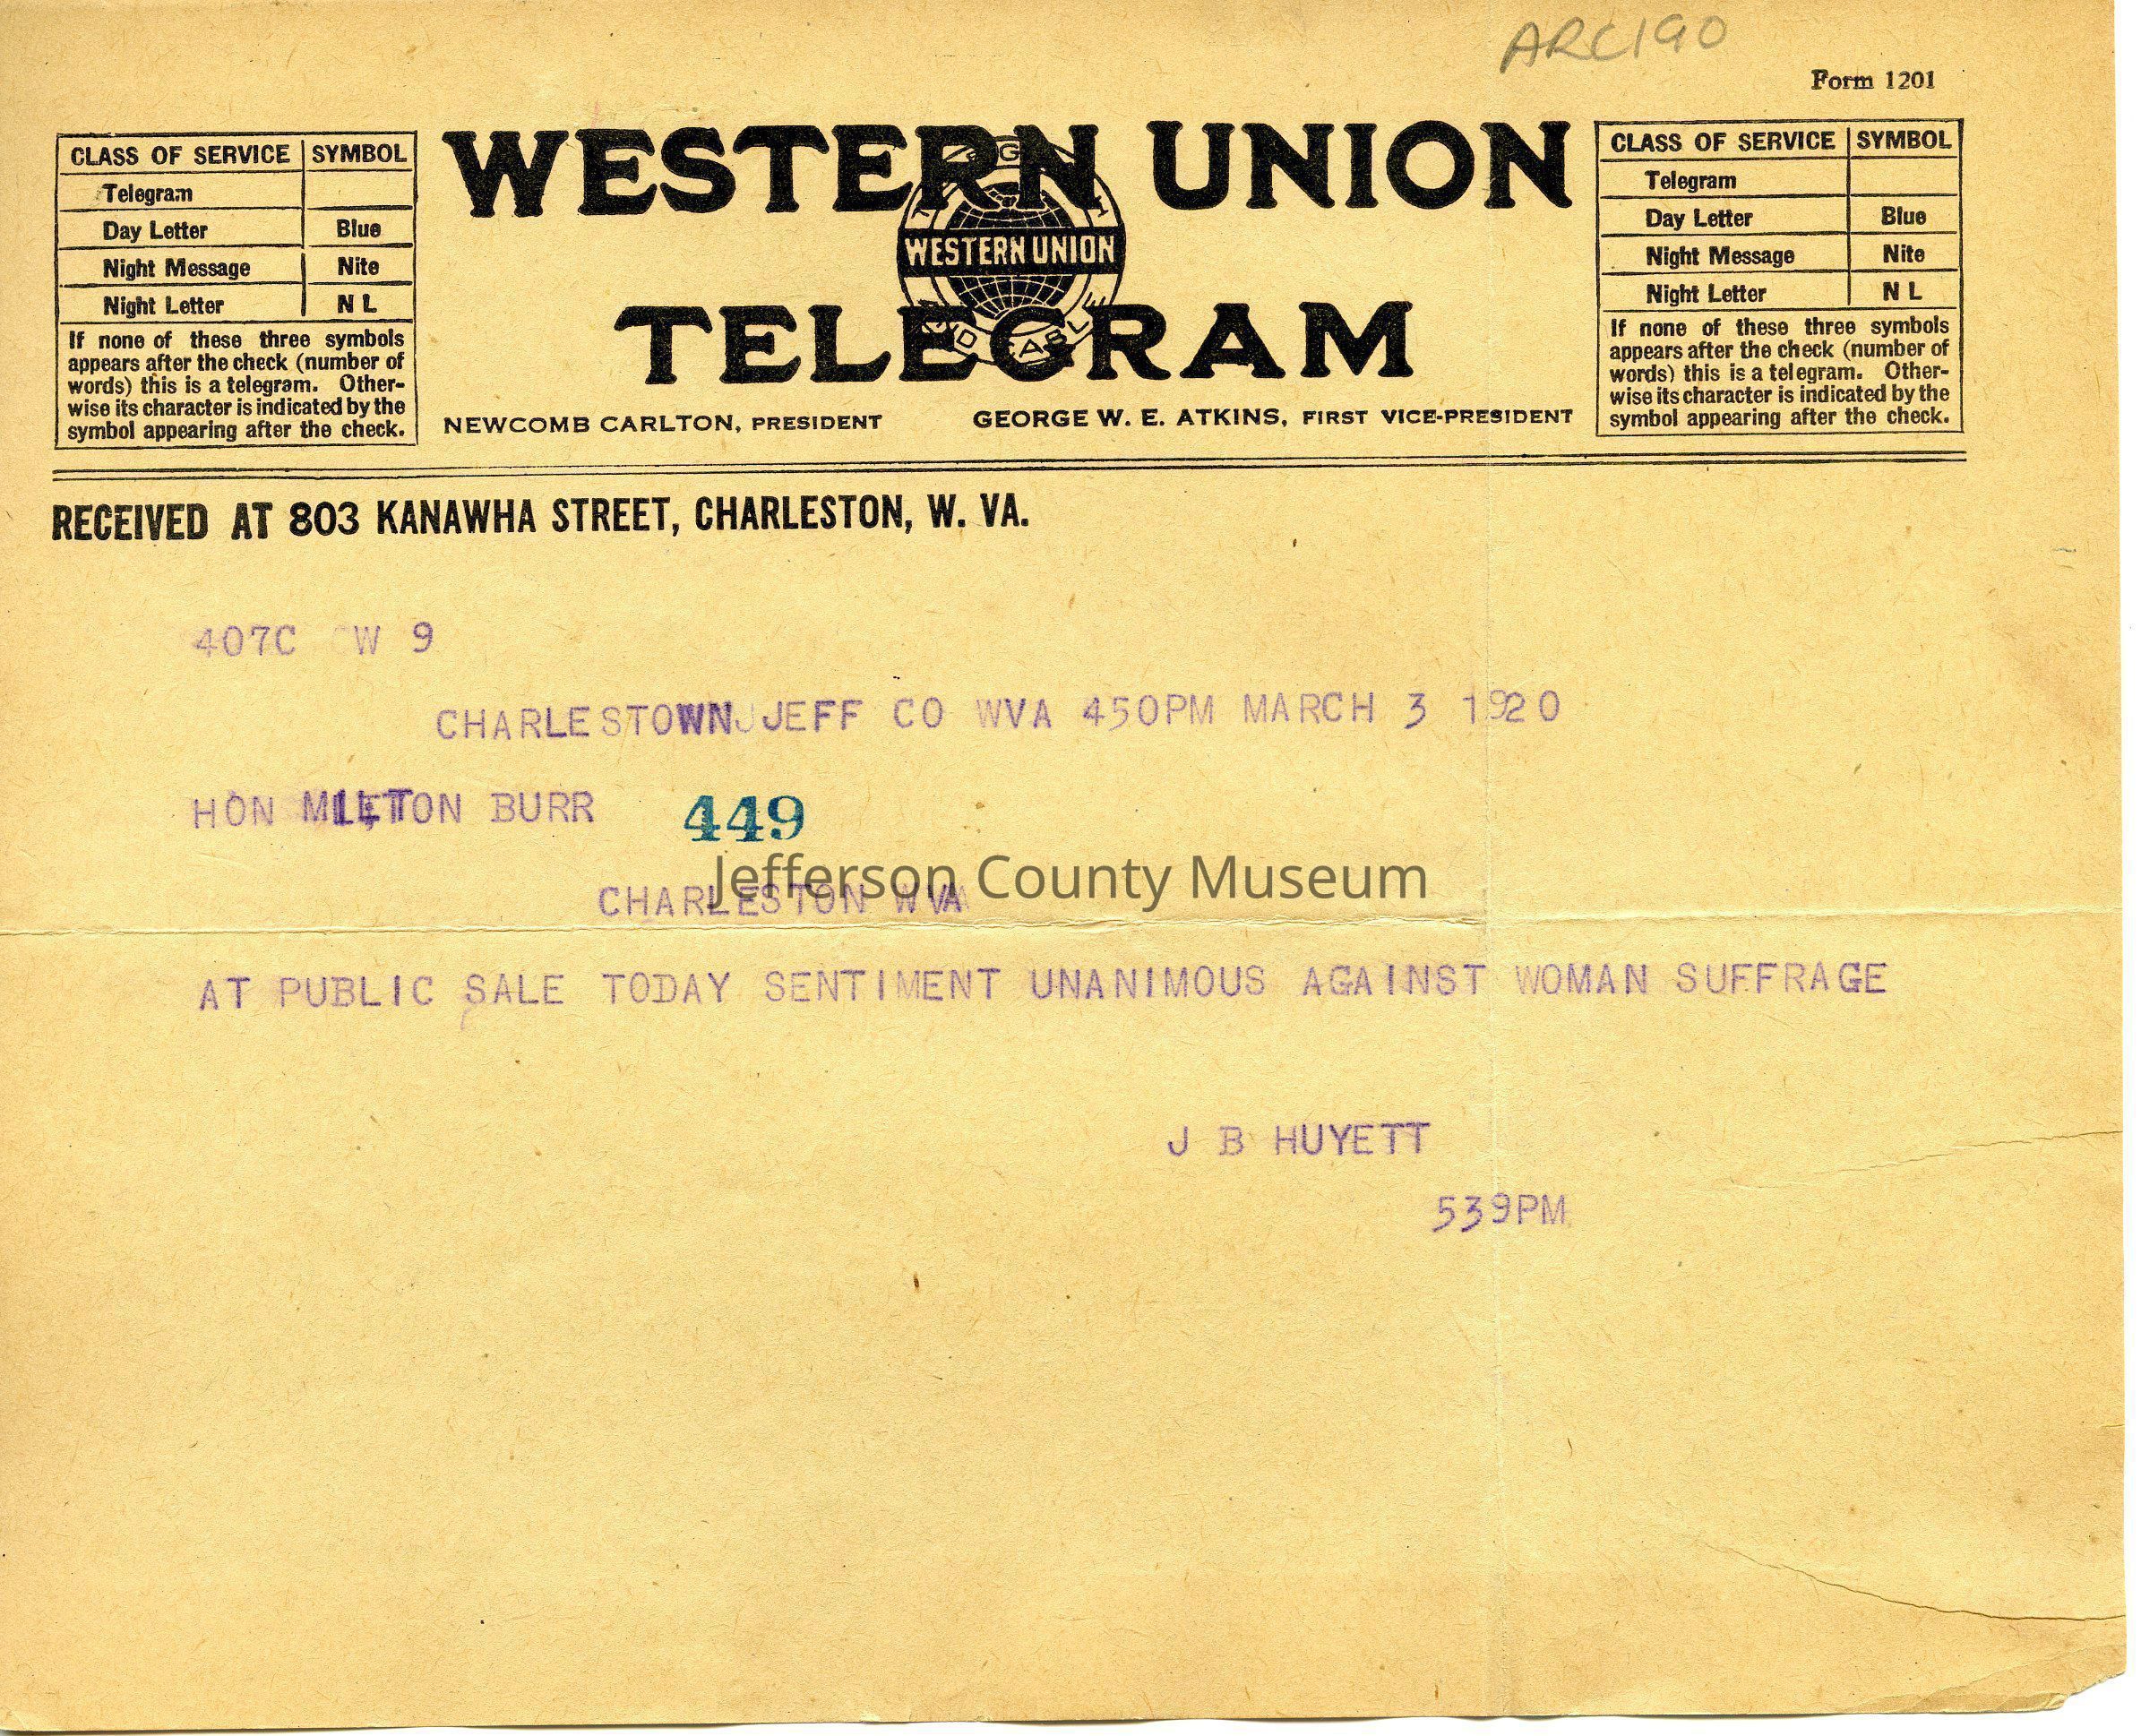 ARC190
Form 1201
CLASS OF SERVICE SYMBOL
Telegram
Day Letter Blue
Night Message Nite
Night Letter N L
If none of these three symbols
appears after the check (number of
words) this is a telegram. Other-
wise its character is indicated by the
symbol appearing after the check.
WESTERN UNION
WESTERN UNION
TELEGRAM
NEWCOMB CARLTON, PRESIDENT GEORGE W. E. ATKINS, FIRST VICE-PRESIDENT
CLASS OF SERVICE SYMBOL
Telegram
Day Letter Blue
Night Message Nite
Night Letter N L
If none of these three symbols
appears after the check (number of
words) this is a telegram. Other-
wise its character is indicated by the
symbol appearing after the check.
RECEIVED AT 803 KANAWHA STREET, CHARLESTON, W. VA.
407C W 9
CHARLESTOWN JEFF CO WVA 450PM MARCH 3 1920
HON BURR 449
Jefferson County Museum
CHARLESTON WVA
AT PUBLIC SALE TODAY SENTIMENT UNANIMOUS AGAINST WOMAN SUFFRAGE
J B HUYETT
539PM